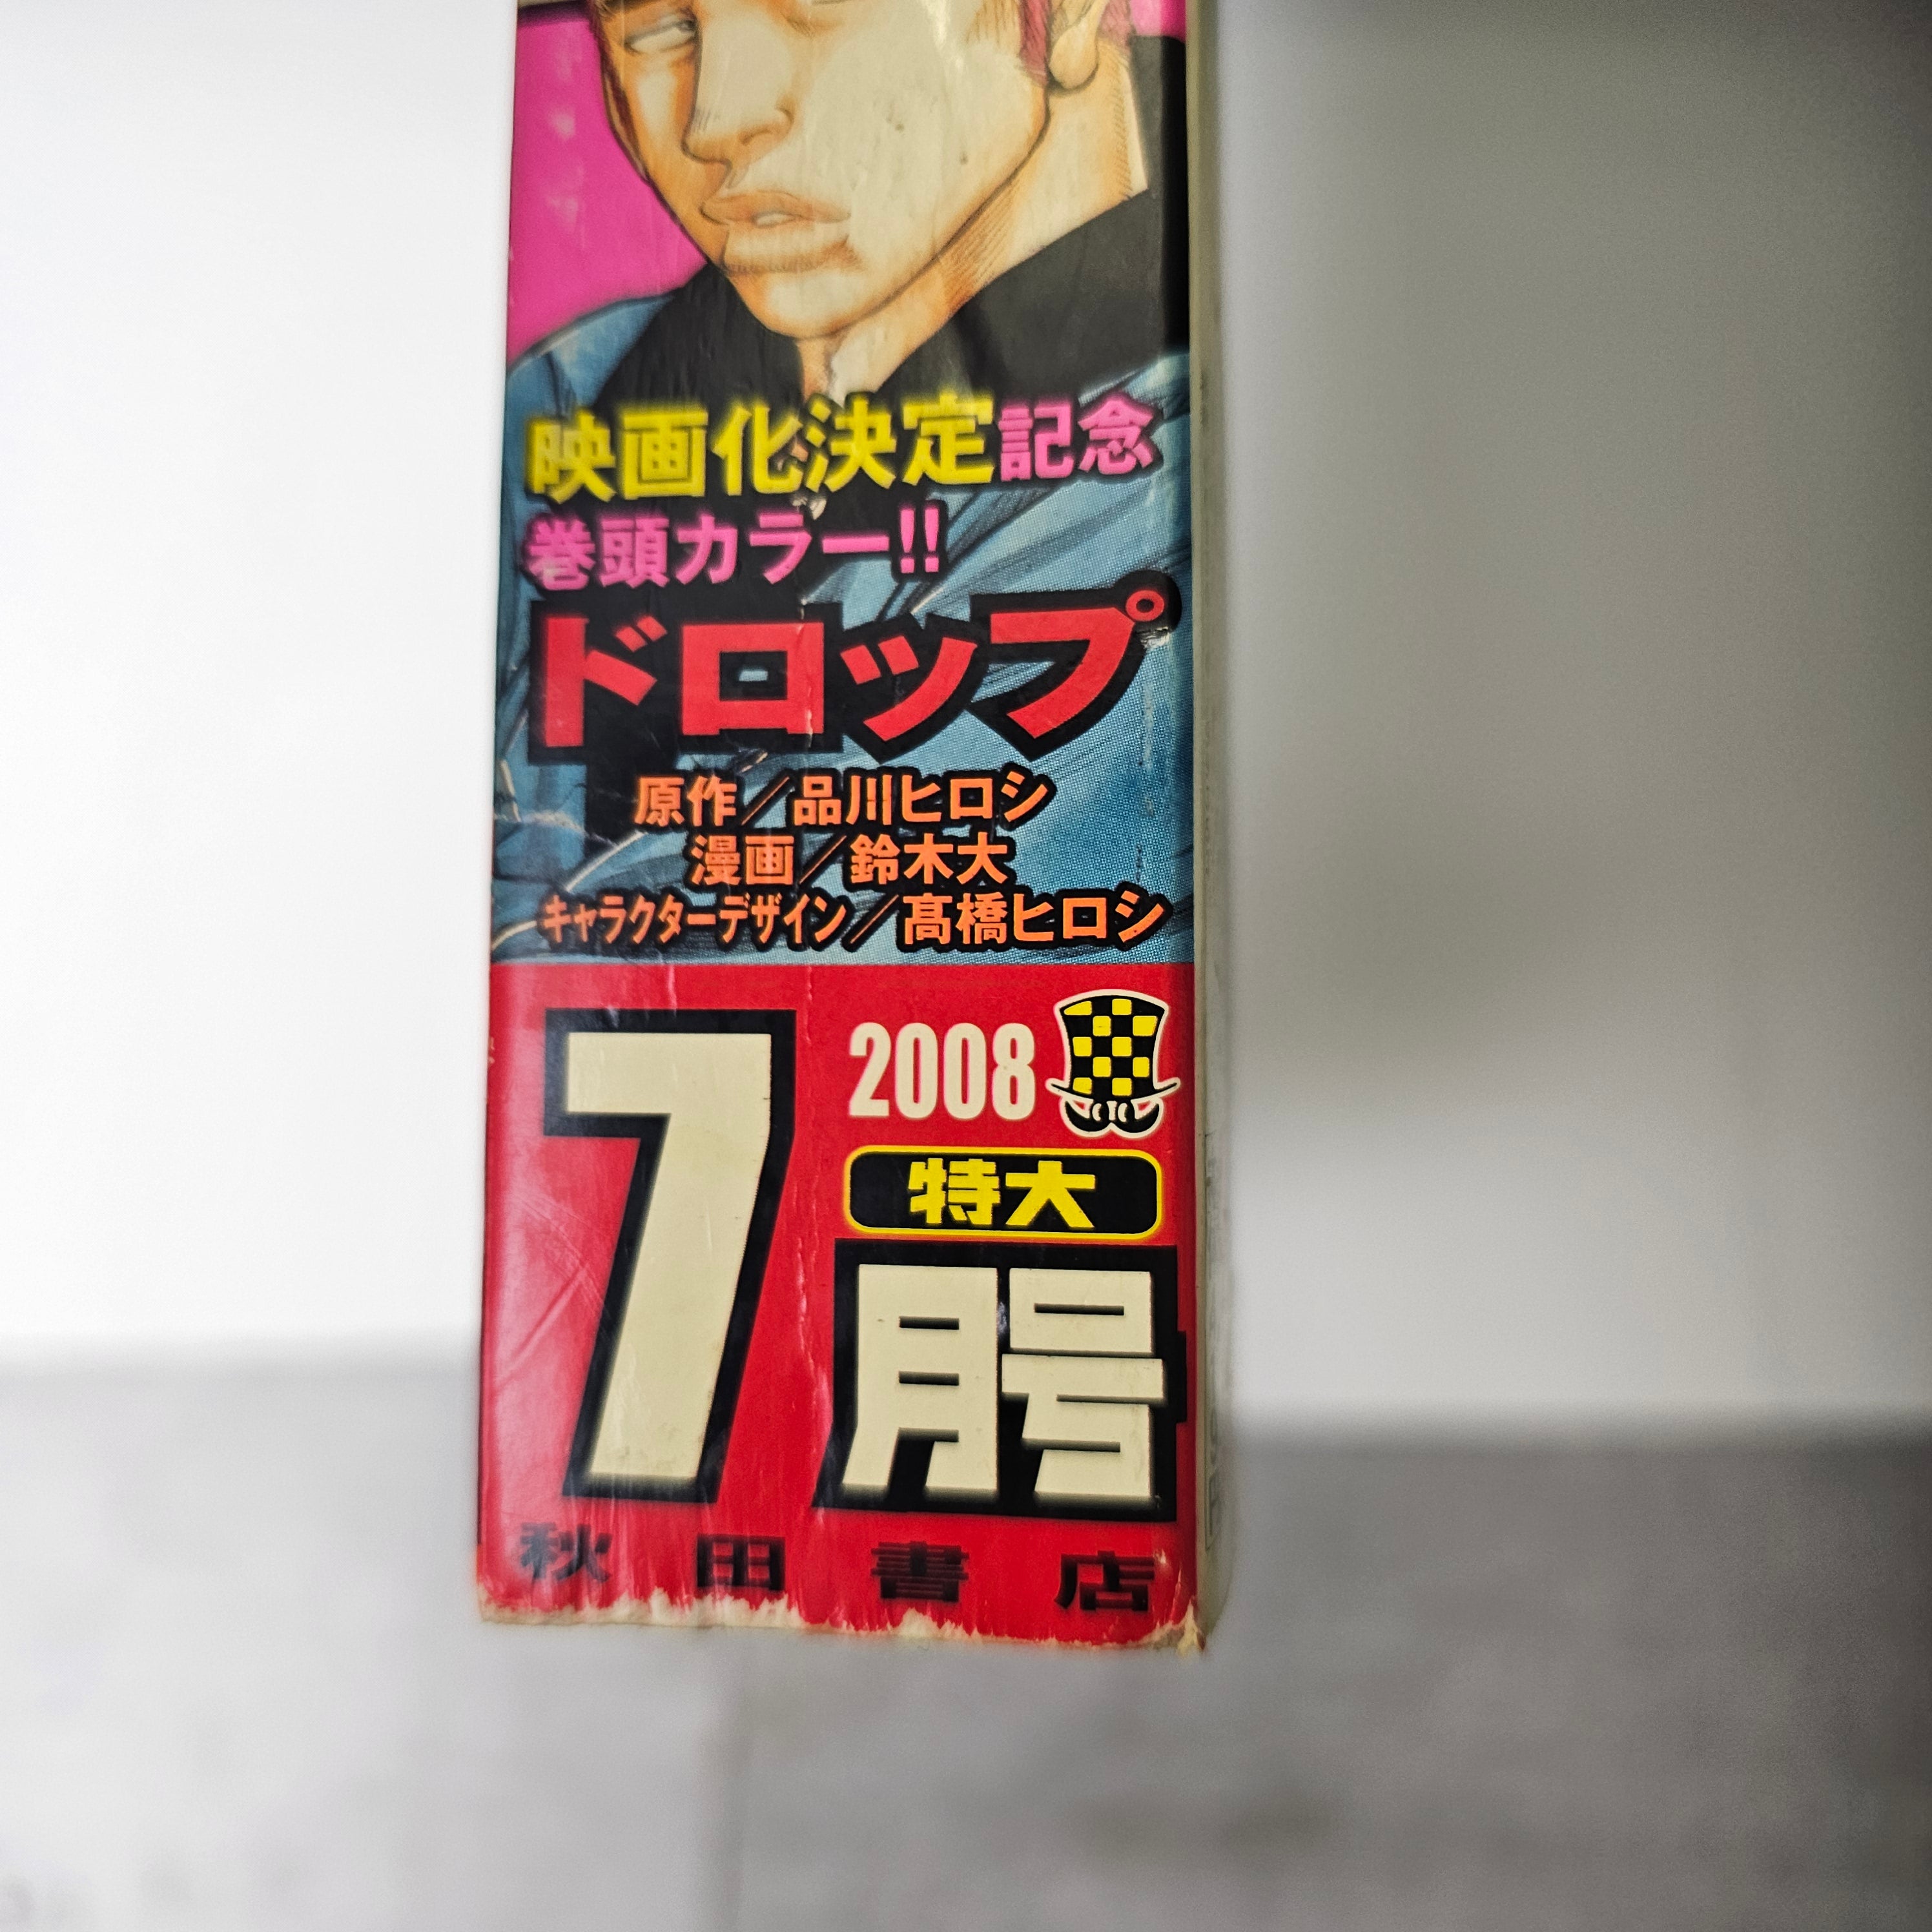 映画化決定記念
巻頭カラー!!
ドロップ
原作／品川ヒロシ
漫画／鈴木大
キャラクターデザイン／髙橋ヒロシ
7
2008
特大
月号
秋田書店